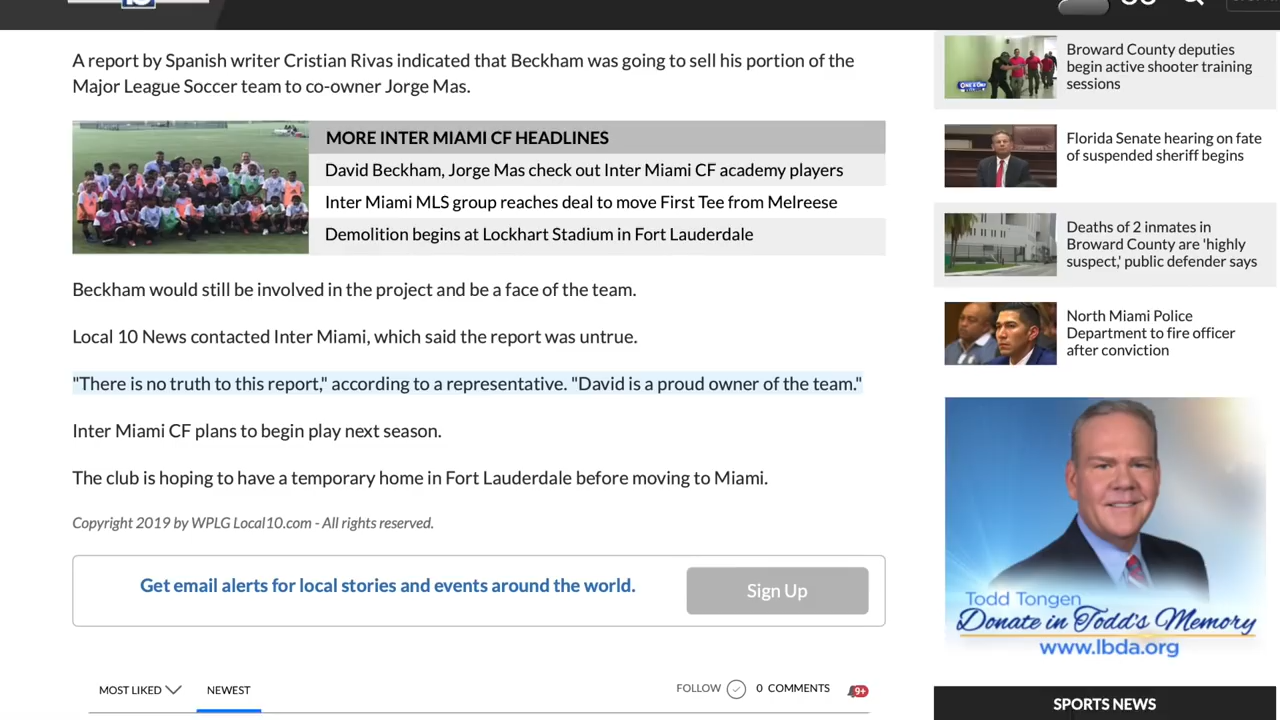 10
A report by Spanish writer Cristian Rivas indicated that Beckham was going to sell his portion of the
Major League Soccer team to co-owner Jorge Mas.
MORE INTER MIAMI CF HEADLINES
David Beckham, Jorge Mas check out Inter Miami CF academy players
Inter Miami MLS group reaches deal to move First Tee from Melreese
Demolition begins at Lockhart Stadium in Fort Lauderdale
Beckham would still be involved in the project and be a face of the team.
Local 10 News contacted Inter Miami, which said the report was untrue.
"There is no truth to this report," according to a representative. "David is a proud owner of the team."
Inter Miami CF plans to begin play next season.
The club is hoping to have a temporary home in Fort Lauderdale before moving to Miami.
Copyright 2019 by WPLG Local10.com - All rights reserved.
Get email alerts for local stories and events around the world.
Sign Up
MOST LIKED
NEWEST
FOLLOW
0 COMMENTS
9+
Broward County deputies
begin active shooter training
sessions
Florida Senate hearing on fate
of suspended sheriff begins
Deaths of 2 inmates in
Broward County are 'highly
suspect,' public defender says
North Miami Police
Department to fire officer
after conviction
Todd Tongen
Donate in Todd's Memory
www.lbda.org
SPORTS NEWS